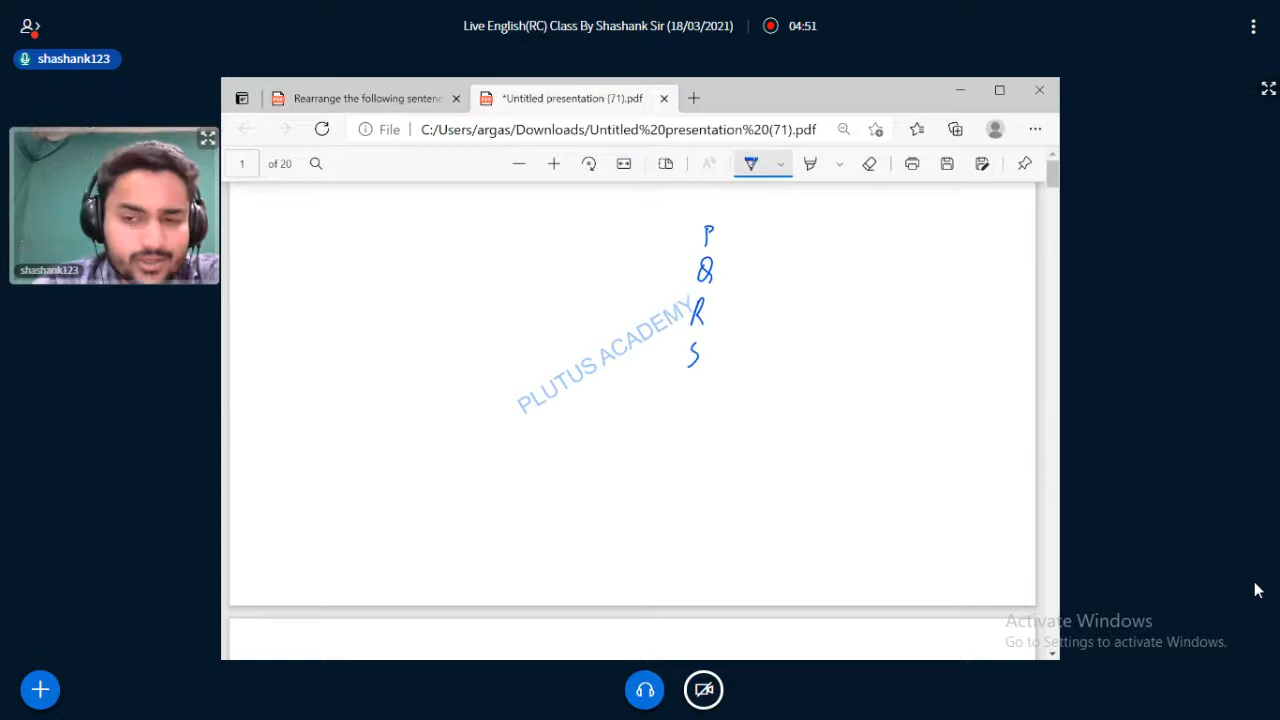 Live English(RC) Class By Shashank Sir (18/03/2021) 04:51
shashank123
Rearrange the following sentenc
*Untitled presentation (71).pdf
File C:/Users/argas/Downloads/Untitled%20presentation%20(71).pdf
1 of 20
shashank123
P
Q
R
S
PLUTUS ACADEMY
Activate Windows
Go to Settings to activate Windows.